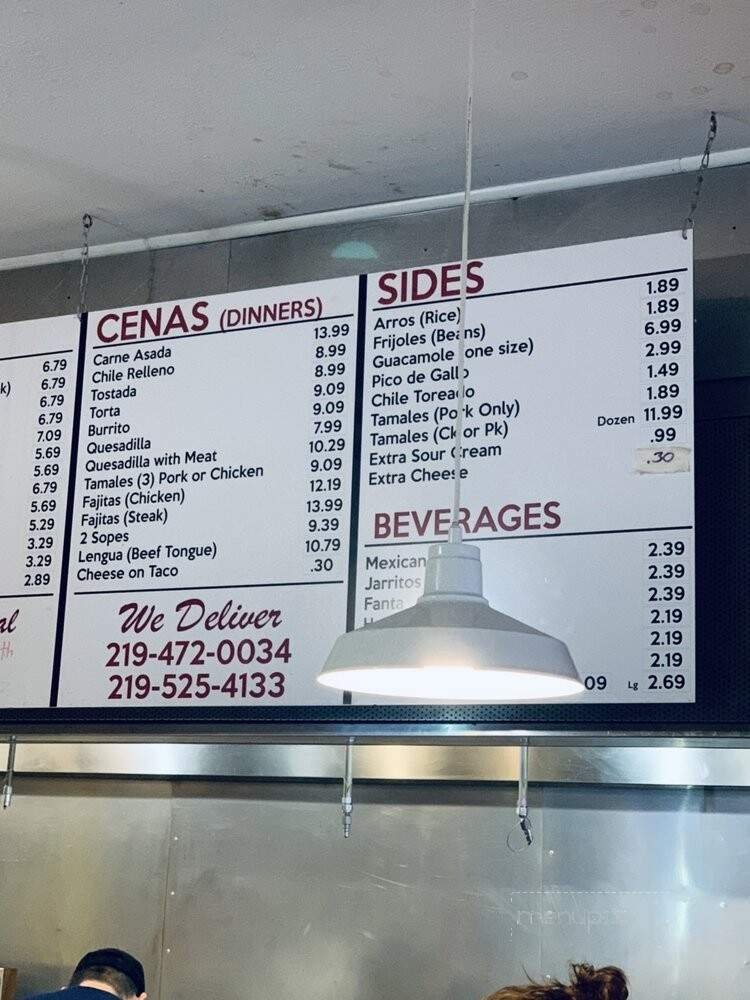 6.79
k) 6.79
6.79
6.79
7.09
5.69
5.69
6.79
5.69
5.29
3.29
3.29
2.89
CENAS (DINNERS)
Carne Asada 13.99
Chile Relleno 8.99
Tostada 8.99
Torta 9.09
Burrito 9.09
Quesadilla 7.99
Quesadilla with Meat 10.29
Tamales (3) Pork or Chicken 9.09
Fajitas (Chicken) 12.19
Fajitas (Steak) 13.99
2 Sopes 9.39
Lengua (Beef Tongue) 10.79
Cheese on Taco .30
We Deliver
219-472-0034
219-525-4133
SIDES
Arros (Rice) 1.89
Frijoles (Beans) 1.89
Guacamole (one size) 6.99
Pico de Gallo 2.99
Chile Toreado 1.49
Tamales (Pork Only) 1.89
Tamales (Ck or Pk) Dozen 11.99
Extra Sour Cream .99
Extra Cheese .30
BEVERAGES
Mexican 2.39
Jarritos 2.39
Fanta 2.39
2.19
2.19
2.19
09 Lg 2.69